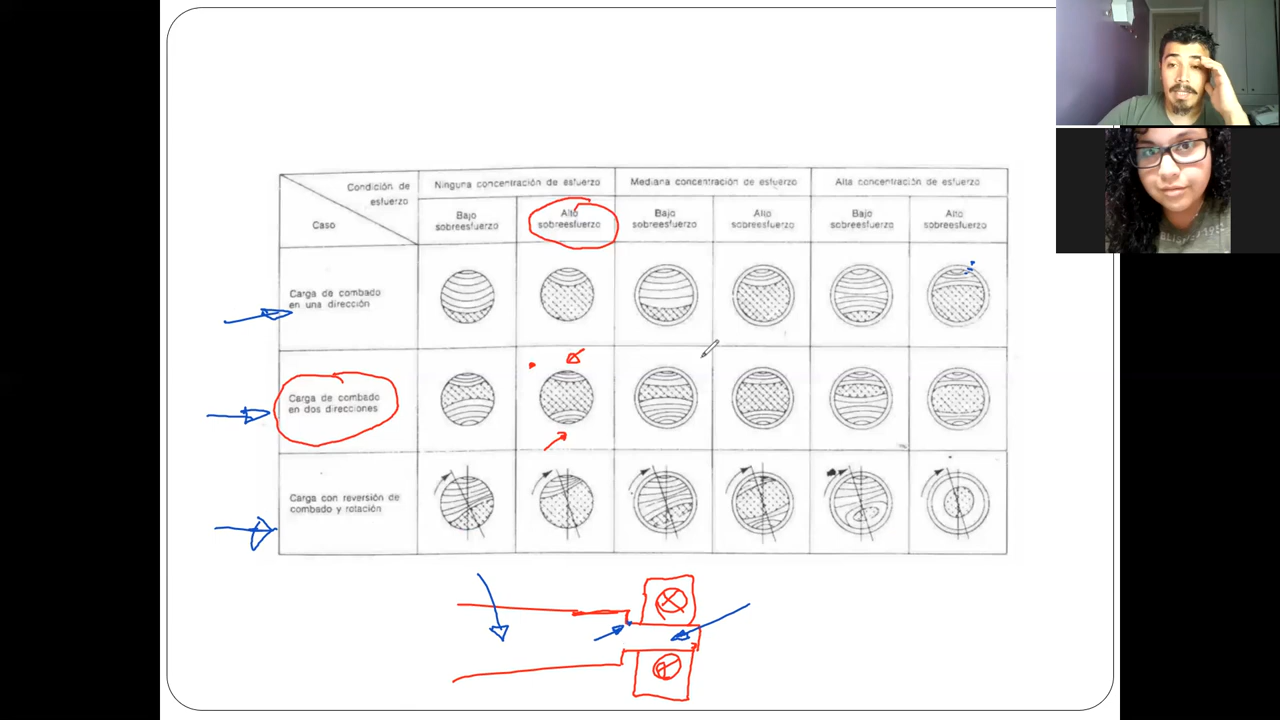 Condición de
esfuerzo
Caso
Ninguna concentración de esfuerzo
Mediana concentración de esfuerzo
Alta concentración de esfuerzo
Bajo
sobreesfuerzo
Alto
sobreesfuerzo
Bajo
sobreesfuerzo
Alto
sobreesfuerzo
Bajo
sobreesfuerzo
Alto
sobreesfuerzo
Carga de combado
en una dirección
Carga de combado
en dos direcciones
Carga con reversión de
combado y rotación